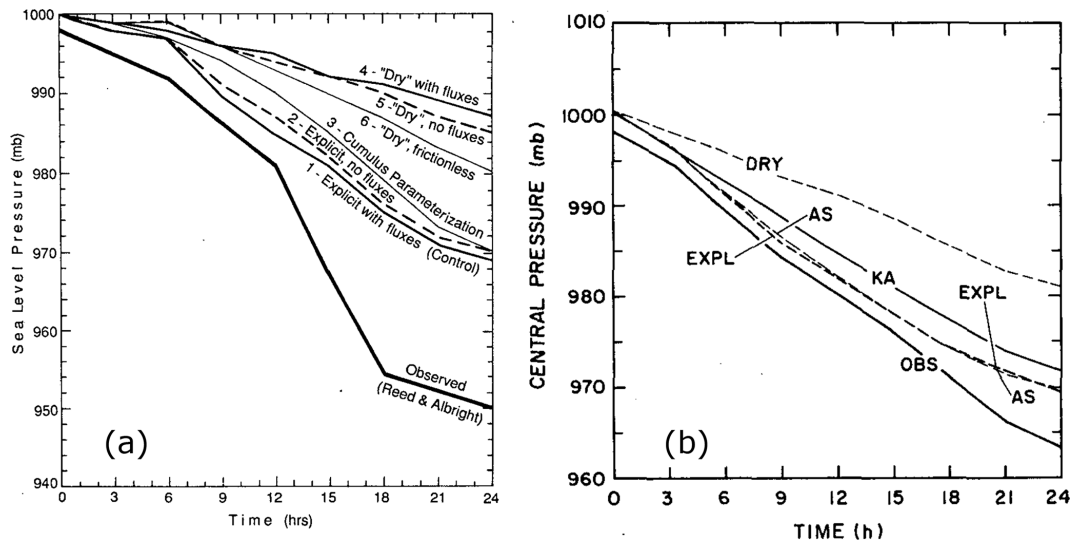 1000
990
980
970
960
950
940
Sea Level Pressure (mb)
0 3 6 9 12 15 18 21 24
Time (hrs)
4 - "Dry" with fluxes
5 -"Dry", no fluxes
6 - "Dry", frictionless
3 - Cumulus Parameterization
2 - Explicit, no fluxes
1 - Explicit with fluxes (Control)
Observed
(Reed & Albright)
(a)
1010
1000
990
980
970
960
CENTRAL PRESSURE (mb)
DRY
AS
EXPL
KA
EXPL
OBS
AS
(b)
0 3 6 9 12 15 18 21 24
TIME (h)